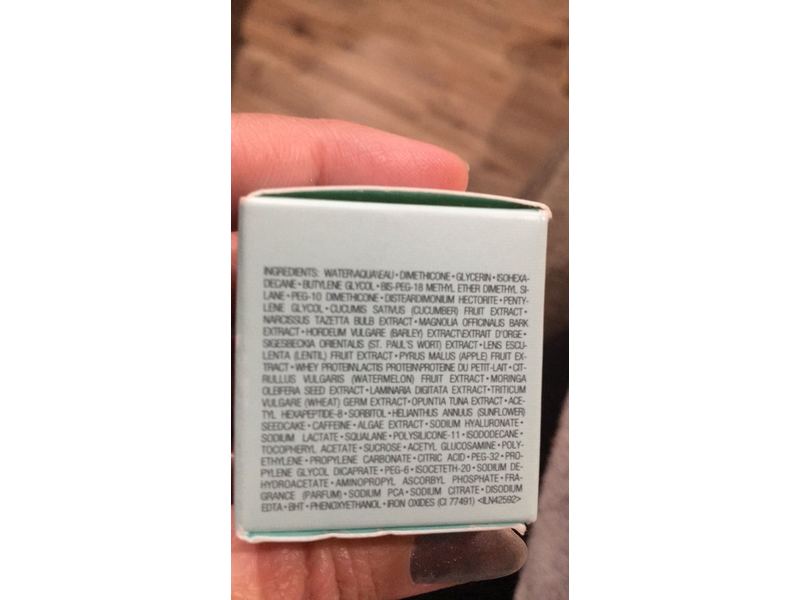 INGREDIENTS: WATER\AQUA\EAU • DIMETHICONE • GLYCERIN • ISOHEXA-
DECANE • BUTYLENE GLYCOL • BIS-PEG-18 METHYL ETHER DIMETHYL SI-
LANE • PEG-10 DIMETHICONE • DISTEARDIMONIUM HECTORITE • PENTY-
LENE GLYCOL • CUCUMIS SATIVUS (CUCUMBER) FRUIT EXTRACT •
NARCISSUS TAZETTA BULB EXTRACT • MAGNOLIA OFFICINALIS BARK
EXTRACT • HORDEUM VULGARE (BARLEY) EXTRACT\EXTRAIT D'ORGE •
SIGESBECKIA ORIENTALIS (ST. PAUL'S WORT) EXTRACT • LENS ESCU-
LENTA (LENTIL) FRUIT EXTRACT • PYRUS MALUS (APPLE) FRUIT EX-
TRACT • WHEY PROTEIN\LACTIS PROTEIN\PROTÉINE DU PETIT-LAIT • CIT-
RULLUS VULGARIS (WATERMELON) FRUIT EXTRACT • MORINGA
OLEIFERA SEED EXTRACT • LAMINARIA DIGITATA EXTRACT • TRITICUM
VULGARE (WHEAT) GERM EXTRACT • OPUNTIA TUNA EXTRACT • ACE-
TYL HEXAPEPTIDE-8 • SORBITOL • HELIANTHUS ANNUUS (SUNFLOWER)
SEEDCAKE • CAFFEINE • ALGAE EXTRACT • SODIUM HYALURONATE •
SODIUM LACTATE • SQUALANE • POLYSILICONE-11 • ISODODECANE •
TOCOPHERYL ACETATE • SUCROSE • ACETYL GLUCOSAMINE • POLY-
ETHYLENE • PROPYLENE CARBONATE • CITRIC ACID • PEG-32 • PRO-
PYLENE GLYCOL DICAPRATE • PEG-6 • ISOCETETH-20 • SODIUM DE-
HYDROACETATE • AMINOPROPYL ASCORBYL PHOSPHATE • FRA-
GRANCE (PARFUM) • SODIUM PCA • SODIUM CITRATE • DISODIUM
EDTA • BHT • PHENOXYETHANOL • IRON OXIDES (CI 77491) <ILN42592>